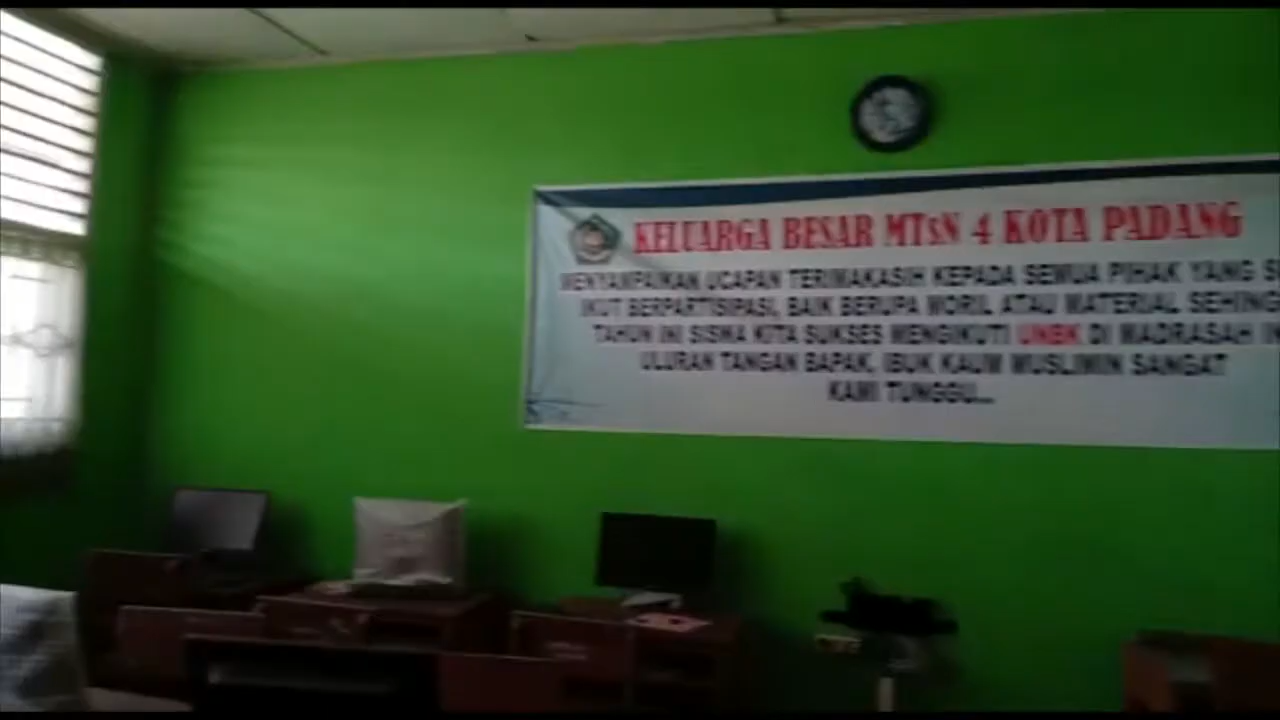 KELUARGA BESAR MTsN 4 KOTA PADANG
MENYAMPAIKAN UCAPAN TERIMAKASIH KEPADA SEMUA PIHAK YANG
IKUT BERPARTISIPASI, BAIK BERUPA MORIL ATAU MATERIAL
TAHUN INI SISWA KITA SUKSES MENGIKUTI UNBK DI MADRASAH
ULURAN TANGAN BAPAK, IBUK KAUM MUSLIMIN SANGAT
KAMI TUNGGU...